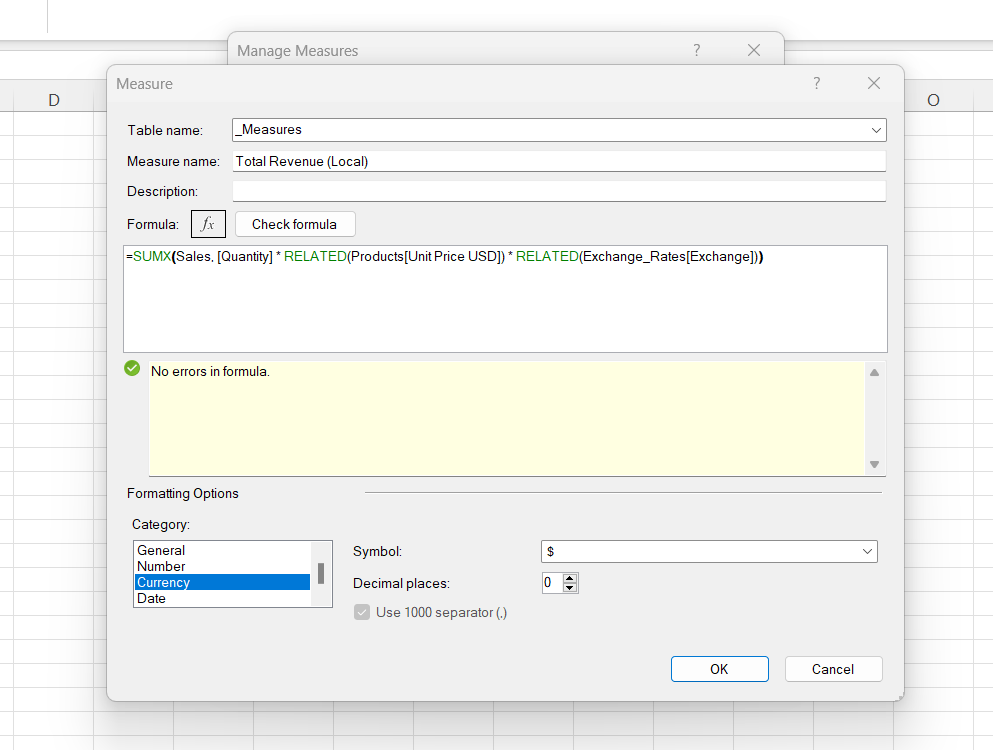 Manage Measures ?
Measure ?
D
O
Table name: _Measures
Measure name: Total Revenue (Local)
Description:
Formula: fx Check formula
=SUMX(Sales, [Quantity] * RELATED(Products[Unit Price USD]) * RELATED(Exchange_Rates[Exchange]))
No errors in formula.
Formatting Options
Category:
General
Number
Currency
Date
Symbol: $
Decimal places: 0
Use 1000 separator (,)
OK Cancel